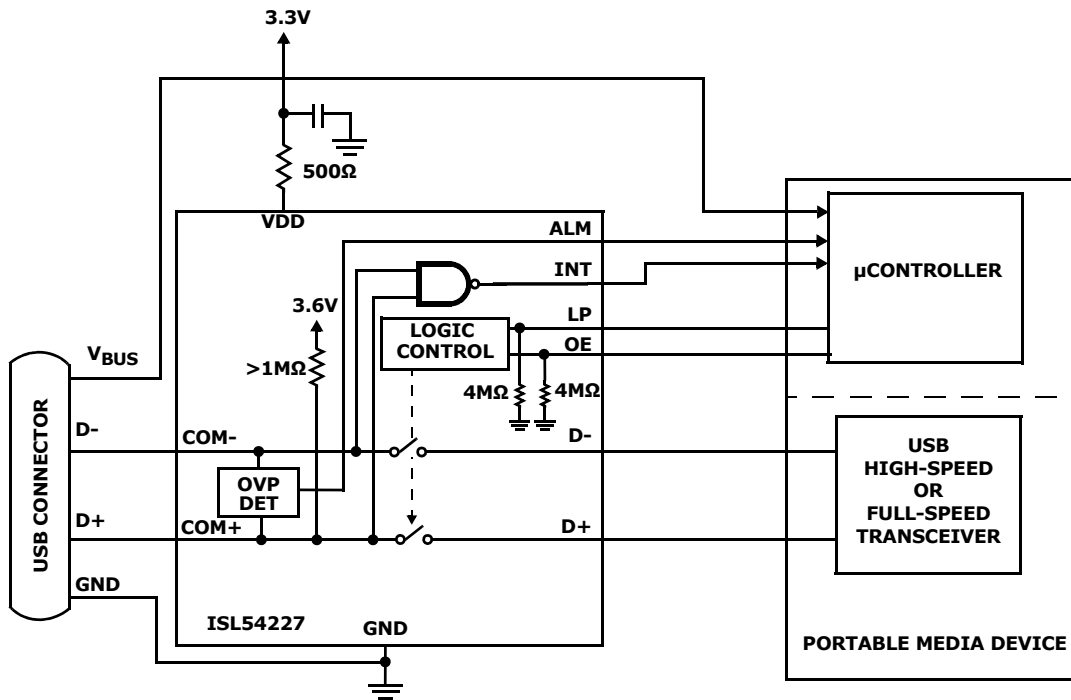 3.3V
500Ω
VDD
ALM
INT
µCONTROLLER
3.6V
LOGIC
CONTROL
LP
OE
>1MΩ
4MΩ
4MΩ
VBUS
D-
COM-
D-
OVP
DET
D+
COM+
D+
GND
USB CONNECTOR
USB
HIGH-SPEED
OR
FULL-SPEED
TRANSCEIVER
ISL54227
GND
PORTABLE MEDIA DEVICE